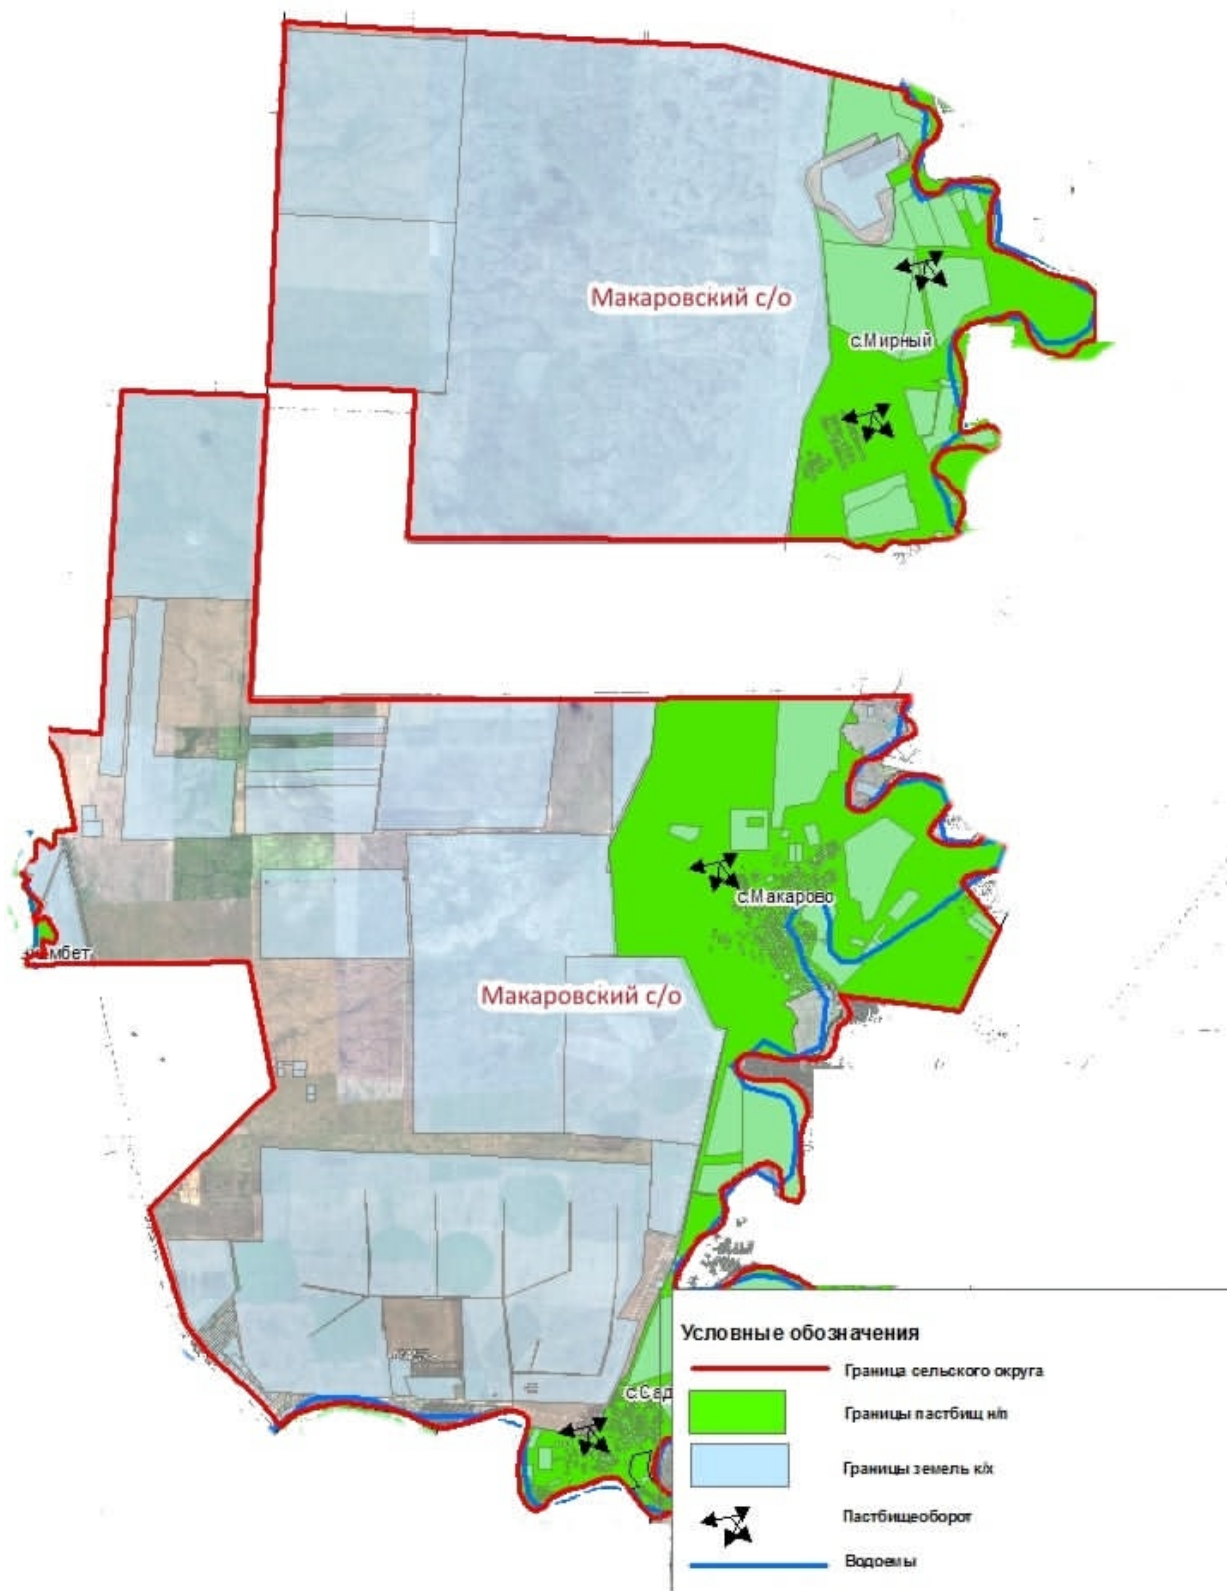 Макаровский с/о
с.Мирный
с.Макарово
Макаровский с/о
Условные обозначения
Граница сельского округа
Границы пастбищ н/п
Границы земель к/х
Пастбищеоборот
Водоемы